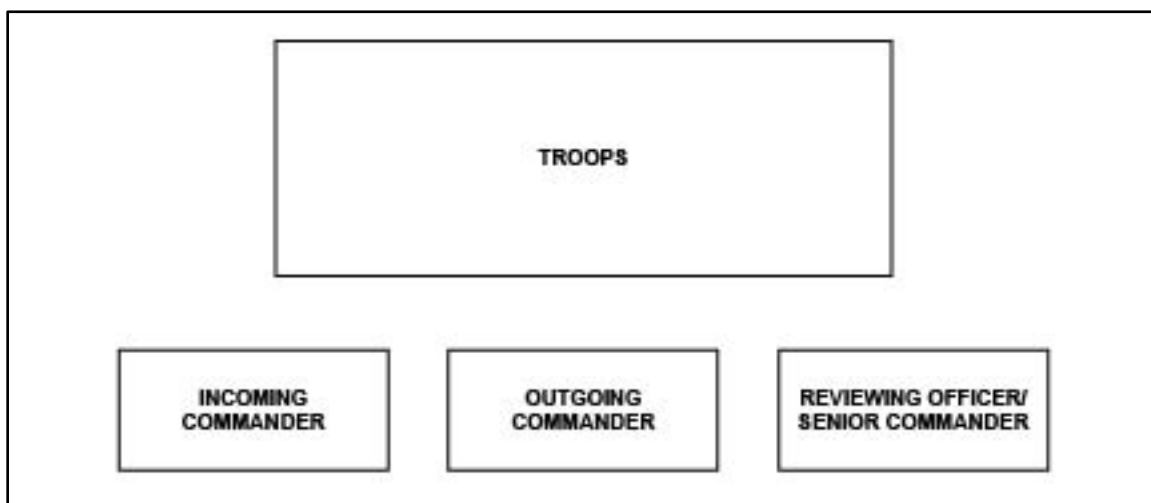 TROOPS
INCOMING
COMMANDER
OUTGOING
COMMANDER
REVIEWING OFFICER/
SENIOR COMMANDER